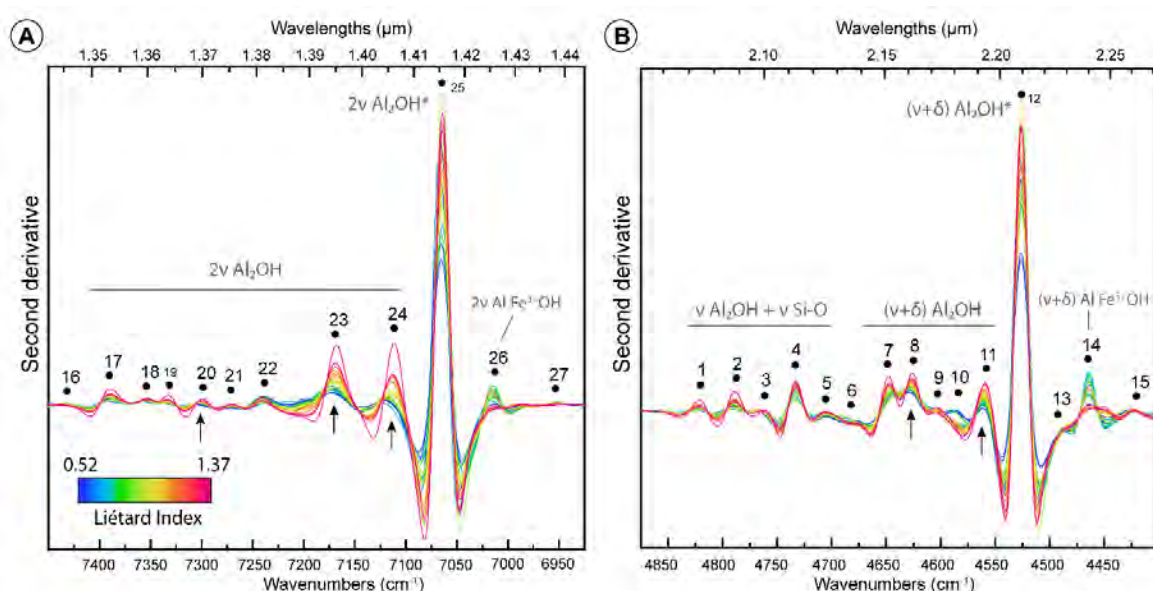 A
Wavelengths (µm)
1.35 1.36 1.37 1.38 1.39 1.40 1.41 1.42 1.43 1.44
Second derivative
25
2ν Al₂OH*
2ν Al₂OH
23
24
2ν Al Fe³⁺OH
26
16
17
18
19
20
21
22
27
0.52
1.37
Liétard Index
7400 7350 7300 7250 7200 7150 7100 7050 7000 6950
Wavenumbers (cm⁻¹)
B
Wavelengths (µm)
2.10 2.15 2.20 2.25
Second derivative
12
(ν+δ) Al₂OH*
ν Al₂OH + ν Si-O
(ν+δ) Al₂OH
(ν+δ) Al Fe³⁺OH
1
2
3
4
5
6
7
8
9
10
11
13
14
15
4850 4800 4750 4700 4650 4600 4550 4500 4450
Wavenumbers (cm⁻¹)